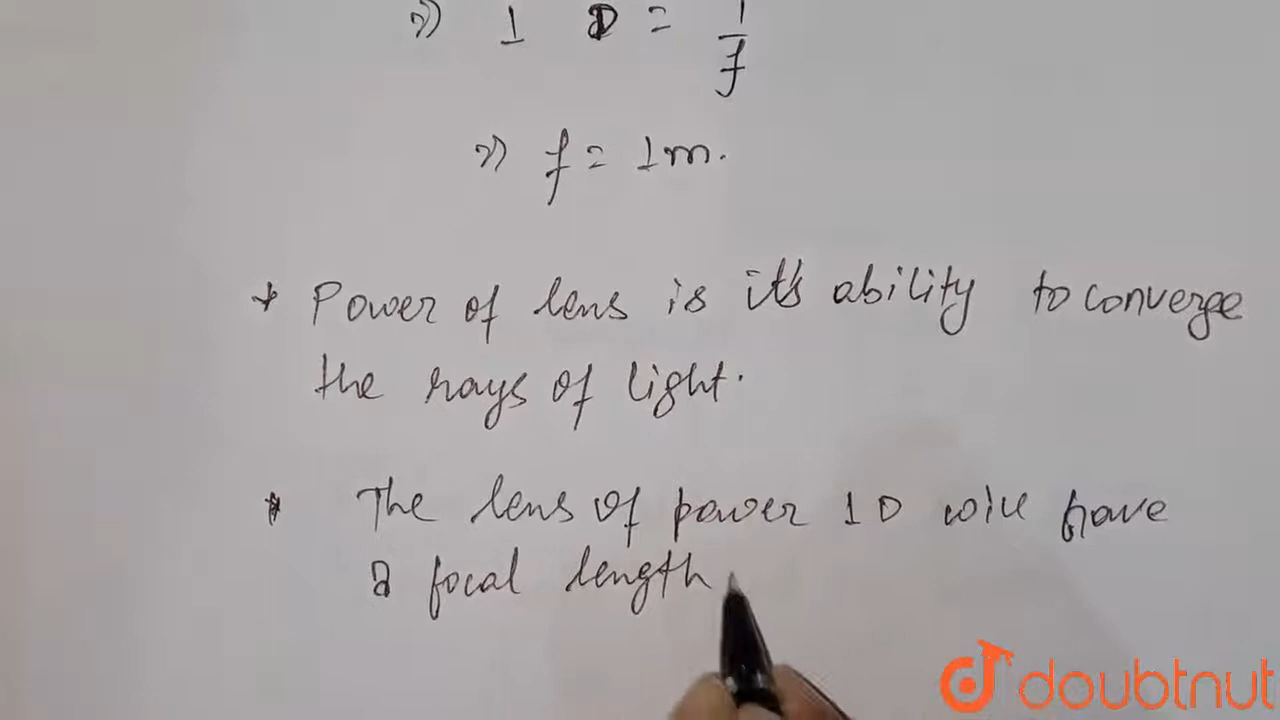 ⇒ 1 D = 1/f
⇒ f = 1m.
* Power of lens is it's ability to converge
the rays of light.
* The lens of power 1D will have
a focal length
doubtnut